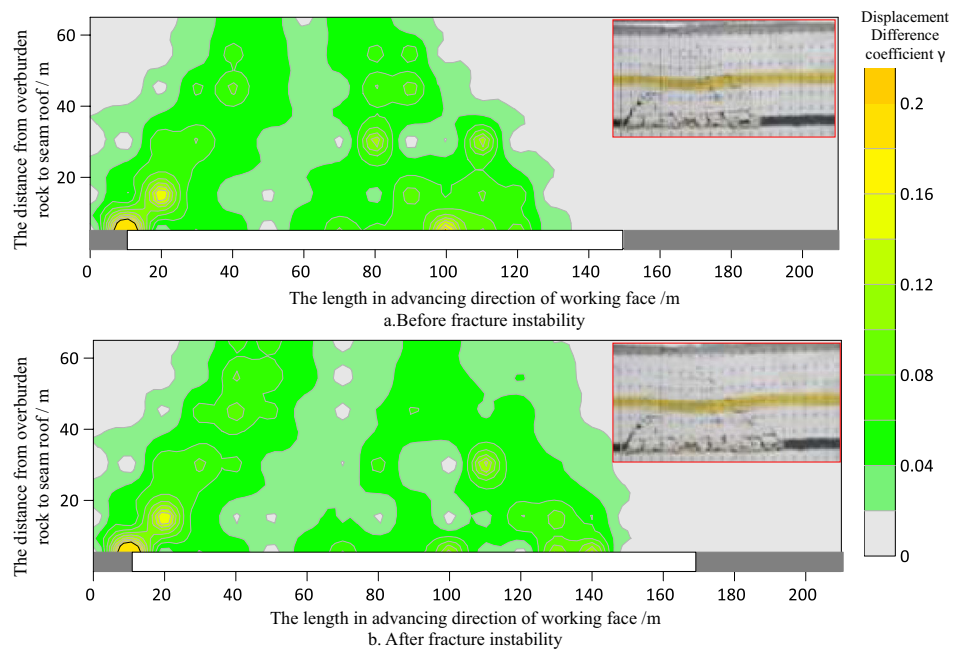 Displacement
Difference
coefficient γ
The distance from overburden
rock to seam roof / m
60
40
20
0 20 40 60 80 100 120 140 160 180 200
The length in advancing direction of working face /m
a.Before fracture instability
0.2
0.16
0.12
0.08
0.04
0
The distance from overburden
rock to seam roof / m
60
40
20
0 20 40 60 80 100 120 140 160 180 200
The length in advancing direction of working face /m
b. After fracture instability